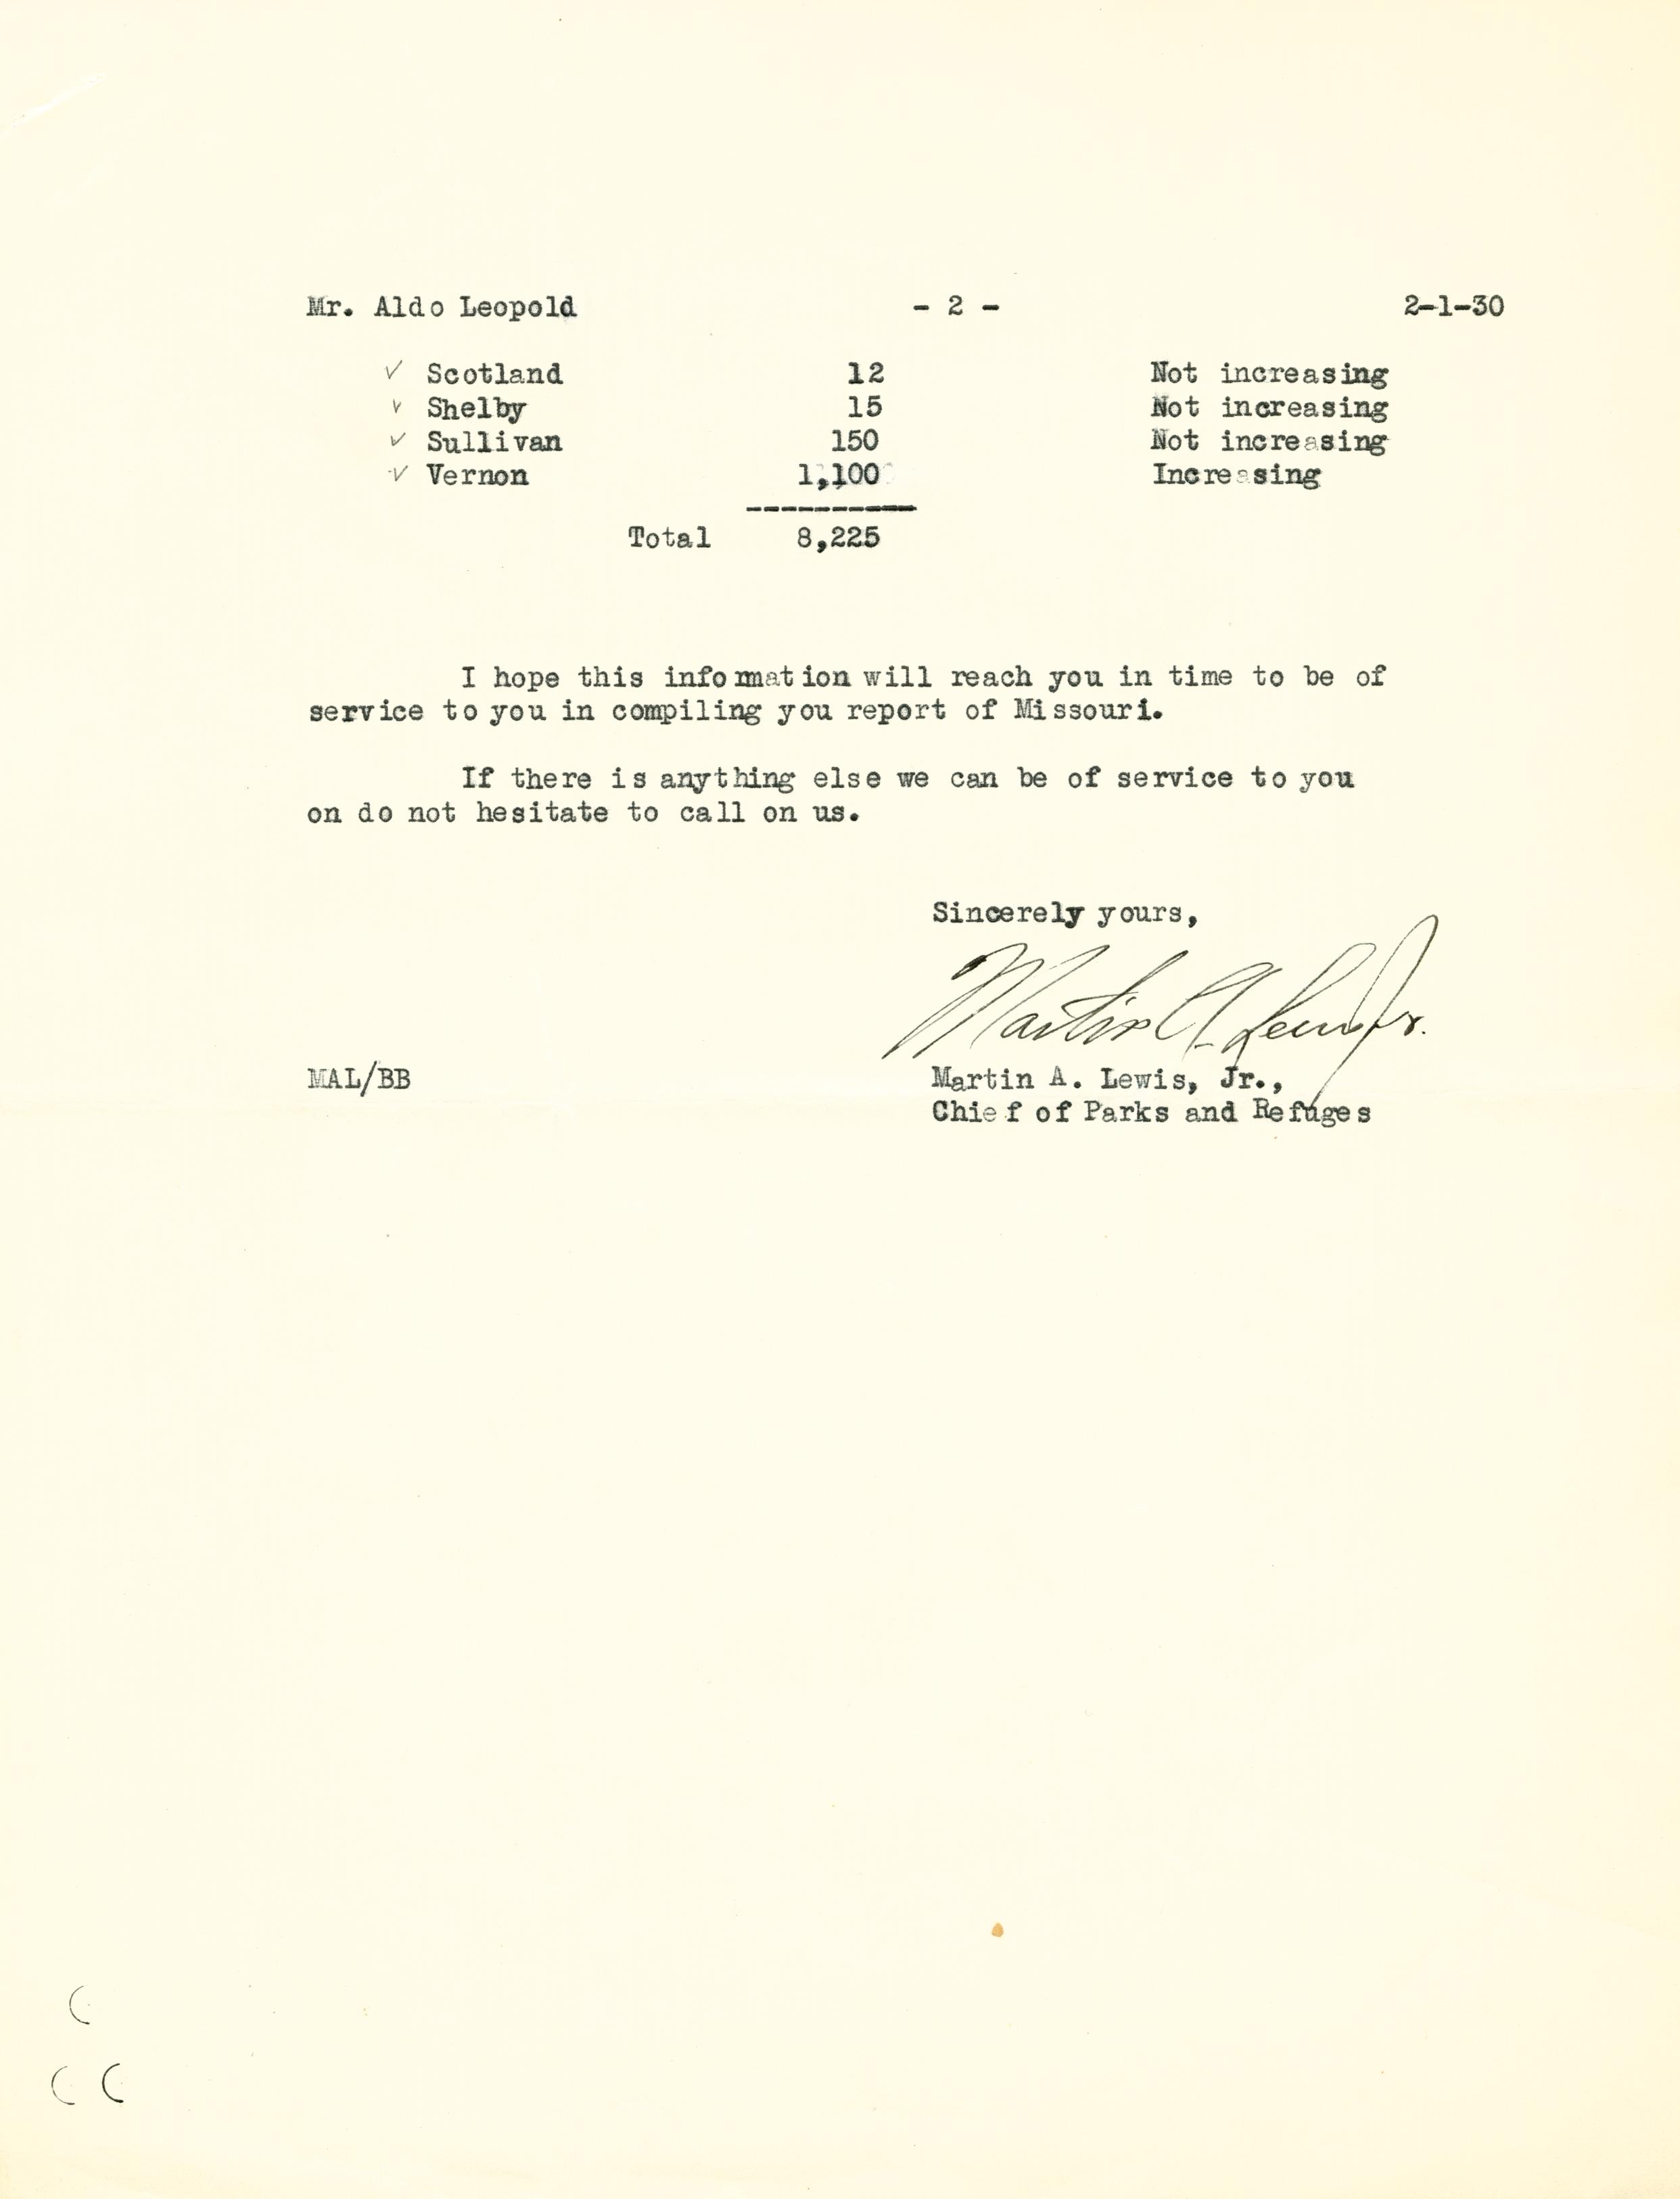 Mr. Aldo Leopold - 2 - 2-1-30
✓ Scotland 12 Not increasing
✓ Shelby 15 Not increasing
✓ Sullivan 150 Not increasing
✓ Vernon 1,100 Increasing
----------
Total 8,225
I hope this information will reach you in time to be of
service to you in compiling you report of Missouri.
If there is anything else we can be of service to you
on do not hesitate to call on us.
Sincerely yours,
Martin A. Lewis Jr.
MAL/BB Martin A. Lewis, Jr.,
Chief of Parks and Refuges